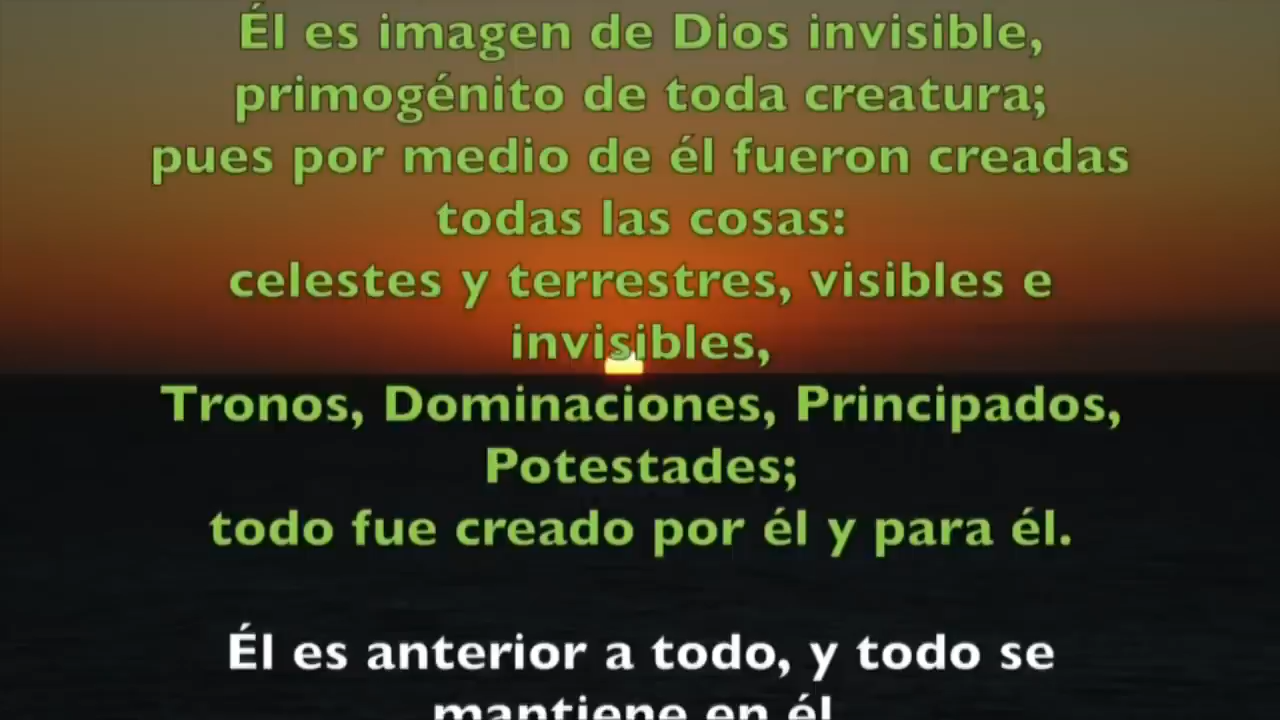 Él es imagen de Dios invisible,
primogénito de toda creatura;
pues por medio de él fueron creadas
todas las cosas:
celestes y terrestres, visibles e
invisibles,
Tronos, Dominaciones, Principados,
Potestades;
todo fue creado por él y para él.
Él es anterior a todo, y todo se
mantiene en él